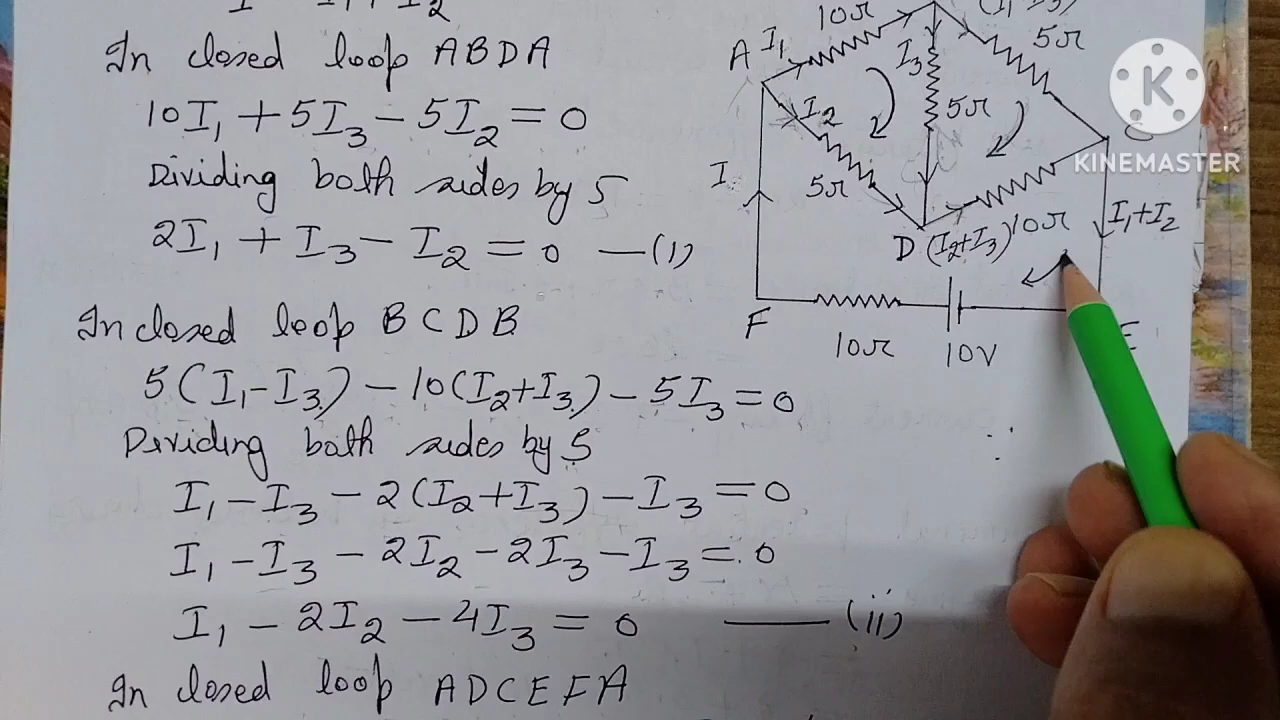 I I₁ + I₂
In closed loop ABDA
10I₁ + 5I₃ - 5I₂ = 0
Dividing both sides by 5
2I₁ + I₃ - I₂ = 0 —(i)
In closed loop BCDB
5(I₁-I₃) - 10(I₂+I₃) - 5I₃ = 0
Dividing both sides by 5
I₁ - I₃ - 2(I₂+I₃) - I₃ = 0
I₁ - I₃ - 2I₂ - 2I₃ - I₃ = 0
I₁ - 2I₂ - 4I₃ = 0 —(ii)
In closed loop ADCEFA
10Ω
5Ω
A I₁
I₃
I₂
5Ω
5Ω
K
KINEMASTER
I
I₁+I₂
D (I₂+I₃) 10Ω
F
10Ω
10V
E